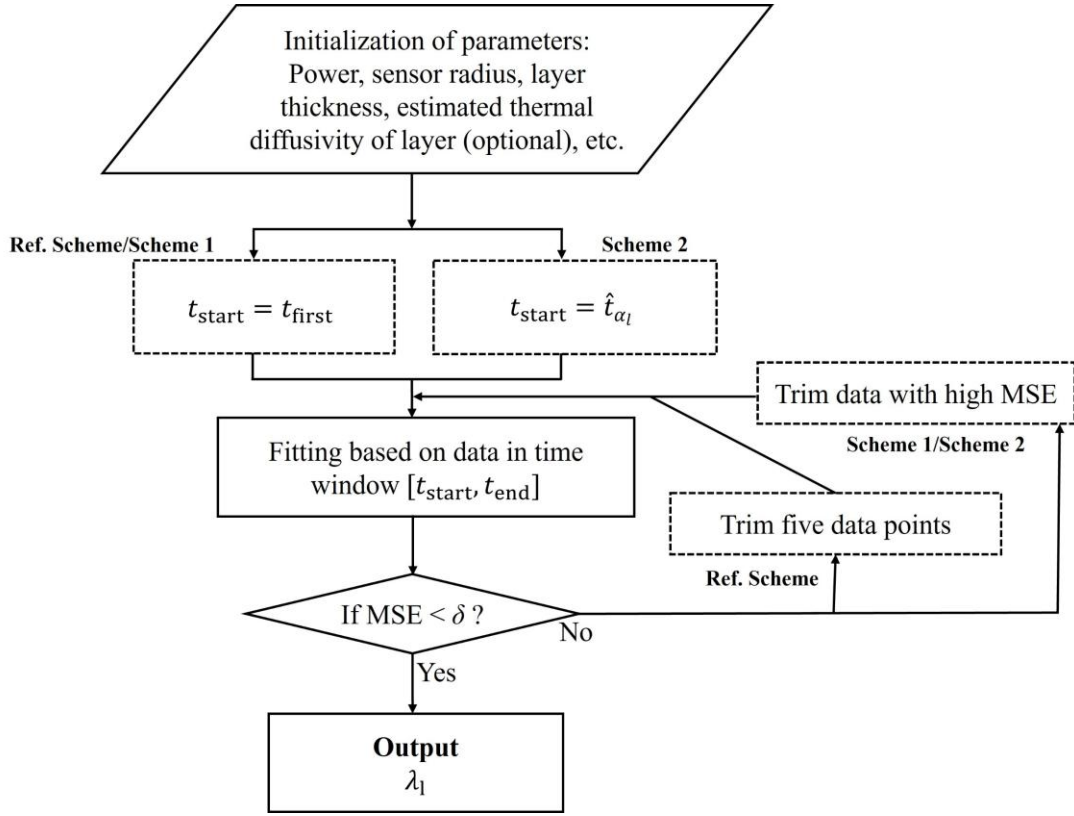 Initialization of parameters:
Power, sensor radius, layer
thickness, estimated thermal
diffusivity of layer (optional), etc.
Ref. Scheme/Scheme 1
Scheme 2
t_start = t_first
t_start = t̂_αl
Trim data with high MSE
Scheme 1/Scheme 2
Fitting based on data in time
window [t_start, t_end]
Trim five data points
Ref. Scheme
If MSE < δ ?
No
Yes
Output
λ_l